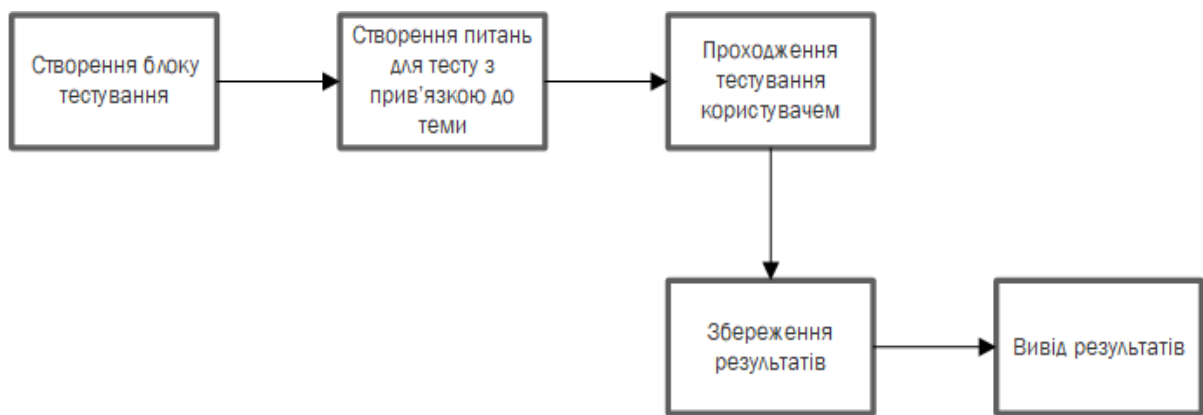 Створення блоку
тестування
Створення питань
для тесту з
прив'язкою до
теми
Проходження
тестування
користувачем
Збереження
результатів
Вивід результатів